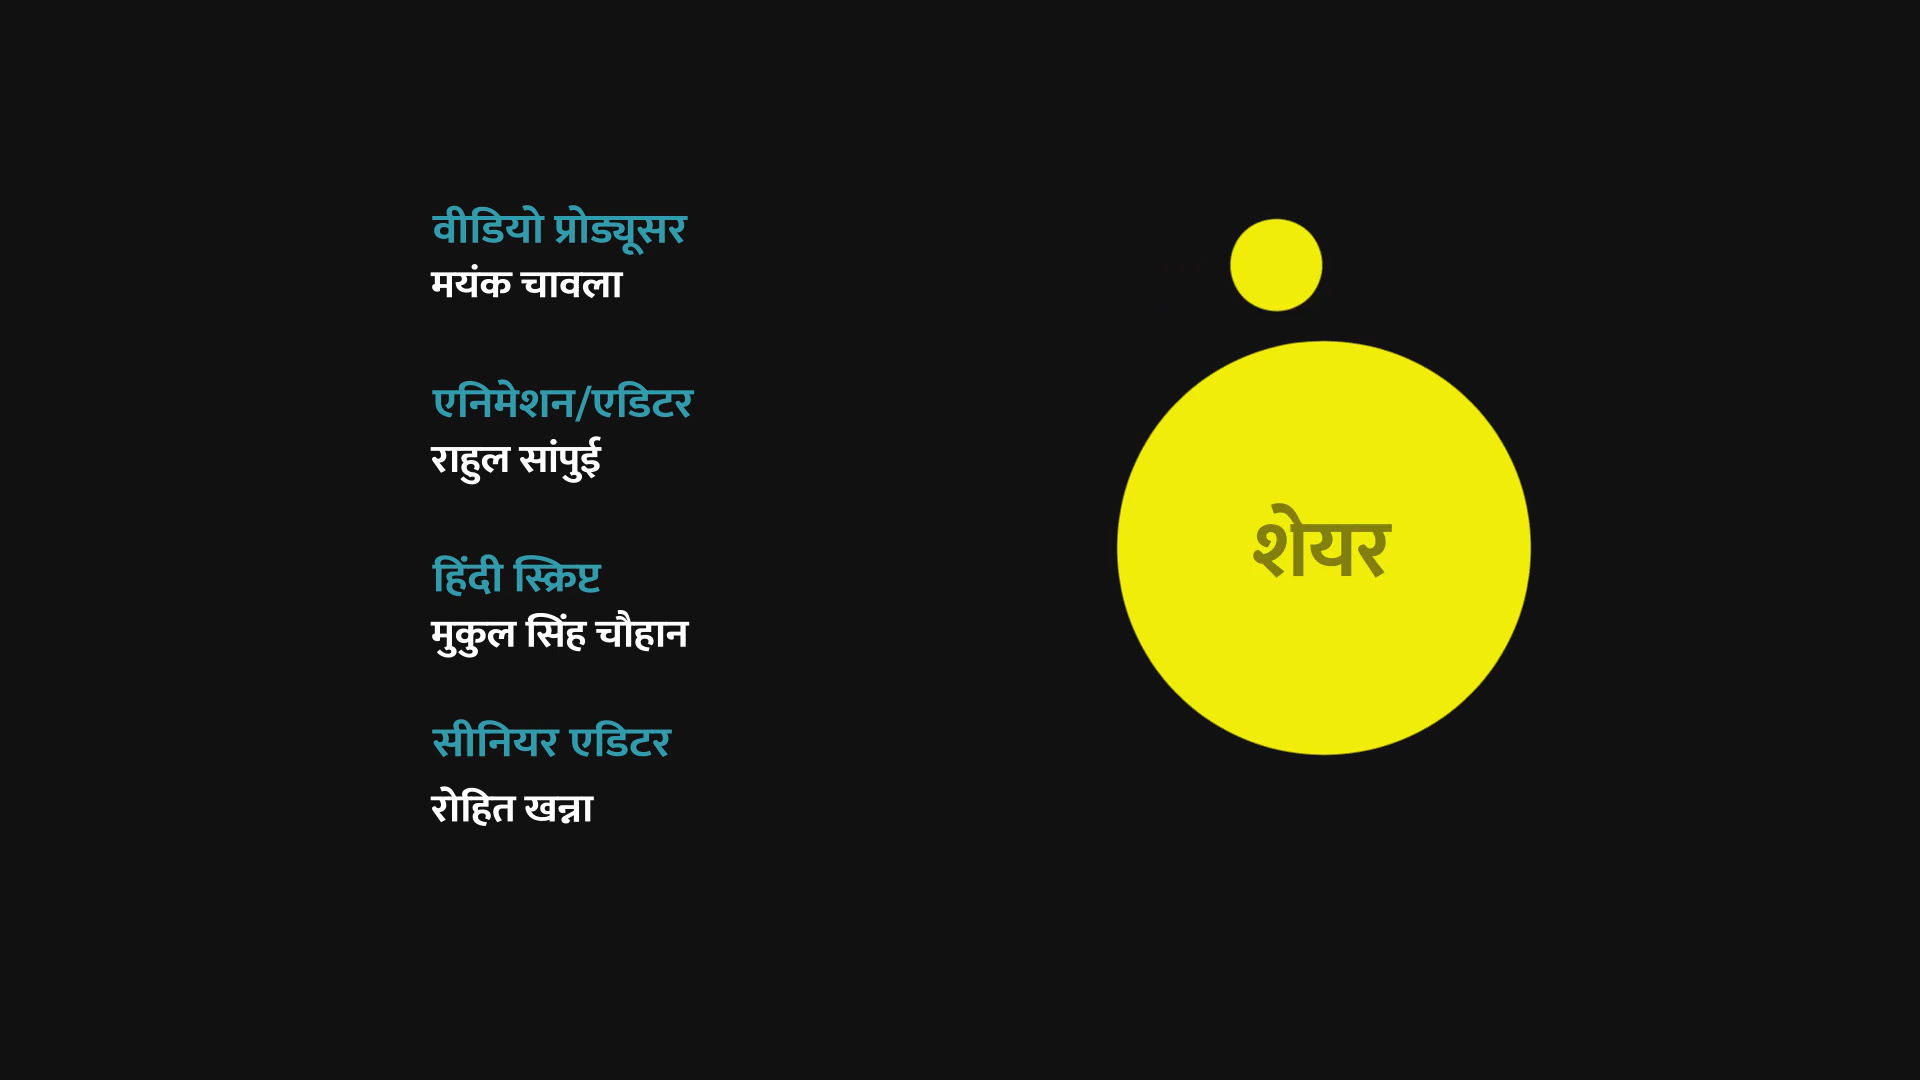 वीडियो प्रोड्यूसर
मयंक चावला
एनिमेशन/एडिटर
राहुल सांपुई
हिंदी स्क्रिप्ट
मुकुल सिंह चौहान
सीनियर एडिटर
रोहित खन्ना
शेयर